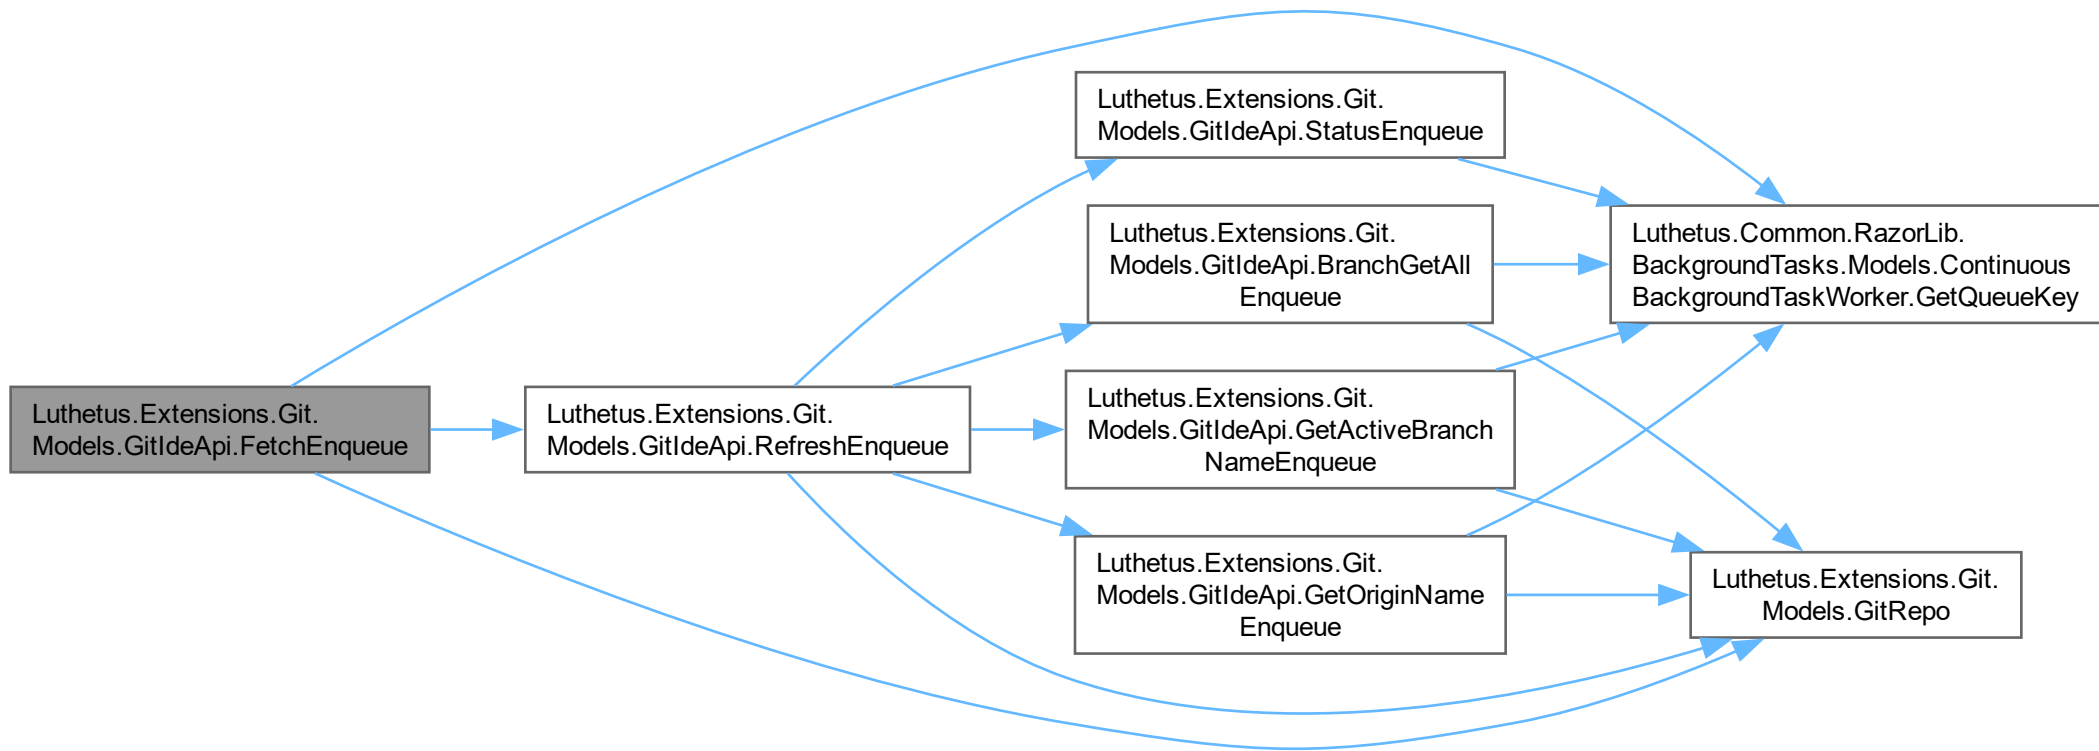 Luthetus.Extensions.Git.
Models.GitIdeApi.FetchEnqueue
Luthetus.Extensions.Git.
Models.GitIdeApi.RefreshEnqueue
Luthetus.Extensions.Git.
Models.GitIdeApi.StatusEnqueue
Luthetus.Extensions.Git.
Models.GitIdeApi.BranchGetAll
Enqueue
Luthetus.Extensions.Git.
Models.GitIdeApi.GetActiveBranch
NameEnqueue
Luthetus.Extensions.Git.
Models.GitIdeApi.GetOriginName
Enqueue
Luthetus.Common.RazorLib.
BackgroundTasks.Models.Continuous
BackgroundTaskWorker.GetQueueKey
Luthetus.Extensions.Git.
Models.GitRepo